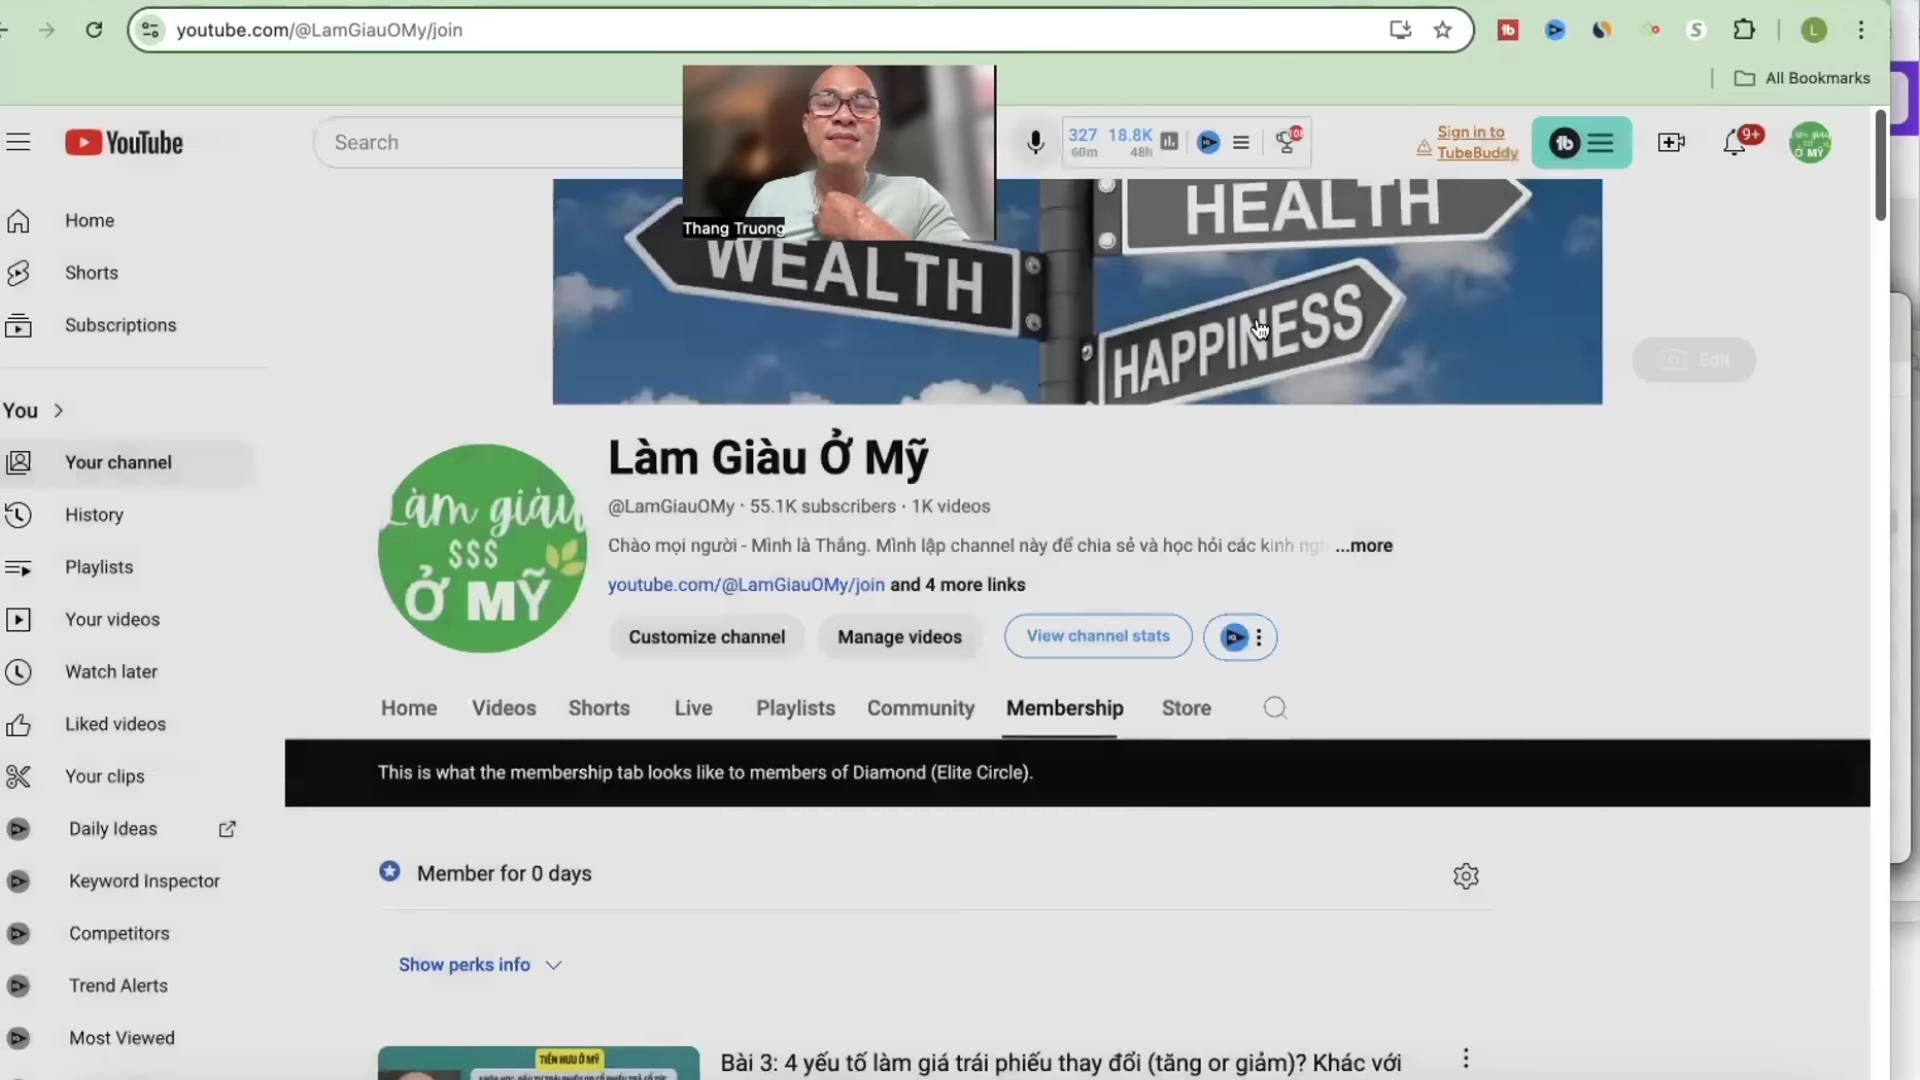 youtube.com/@LamGiauOMy/join
All Bookmarks
YouTube
Search
327 18.8K
60m 48h
108
Sign in to
TubeBuddy
9+
Thang Truong
WEALTH
HEALTH
HAPPINESS
Edit
Home
Shorts
Subscriptions
You
Your channel
History
Playlists
Your videos
Watch later
Liked videos
Your clips
Daily Ideas
Keyword Inspector
Competitors
Trend Alerts
Most Viewed
Làm giàu
$$$
Ở MỸ
Làm Giàu Ở Mỹ
@LamGiauOMy · 55.1K subscribers · 1K videos
Chào mọi người - Mình là Thắng. Mình lập channel này để chia sẻ và học hỏi các kinh ngh ...more
youtube.com/@LamGiauOMy/join and 4 more links
Customize channel Manage videos View channel stats
Home Videos Shorts Live Playlists Community Membership Store
This is what the membership tab looks like to members of Diamond (Elite Circle).
Member for 0 days
Show perks info
TIỀN HƯU Ở MỸ
Bài 3: 4 yếu tố làm giá trái phiếu thay đổi (tăng or giảm)? Khác với